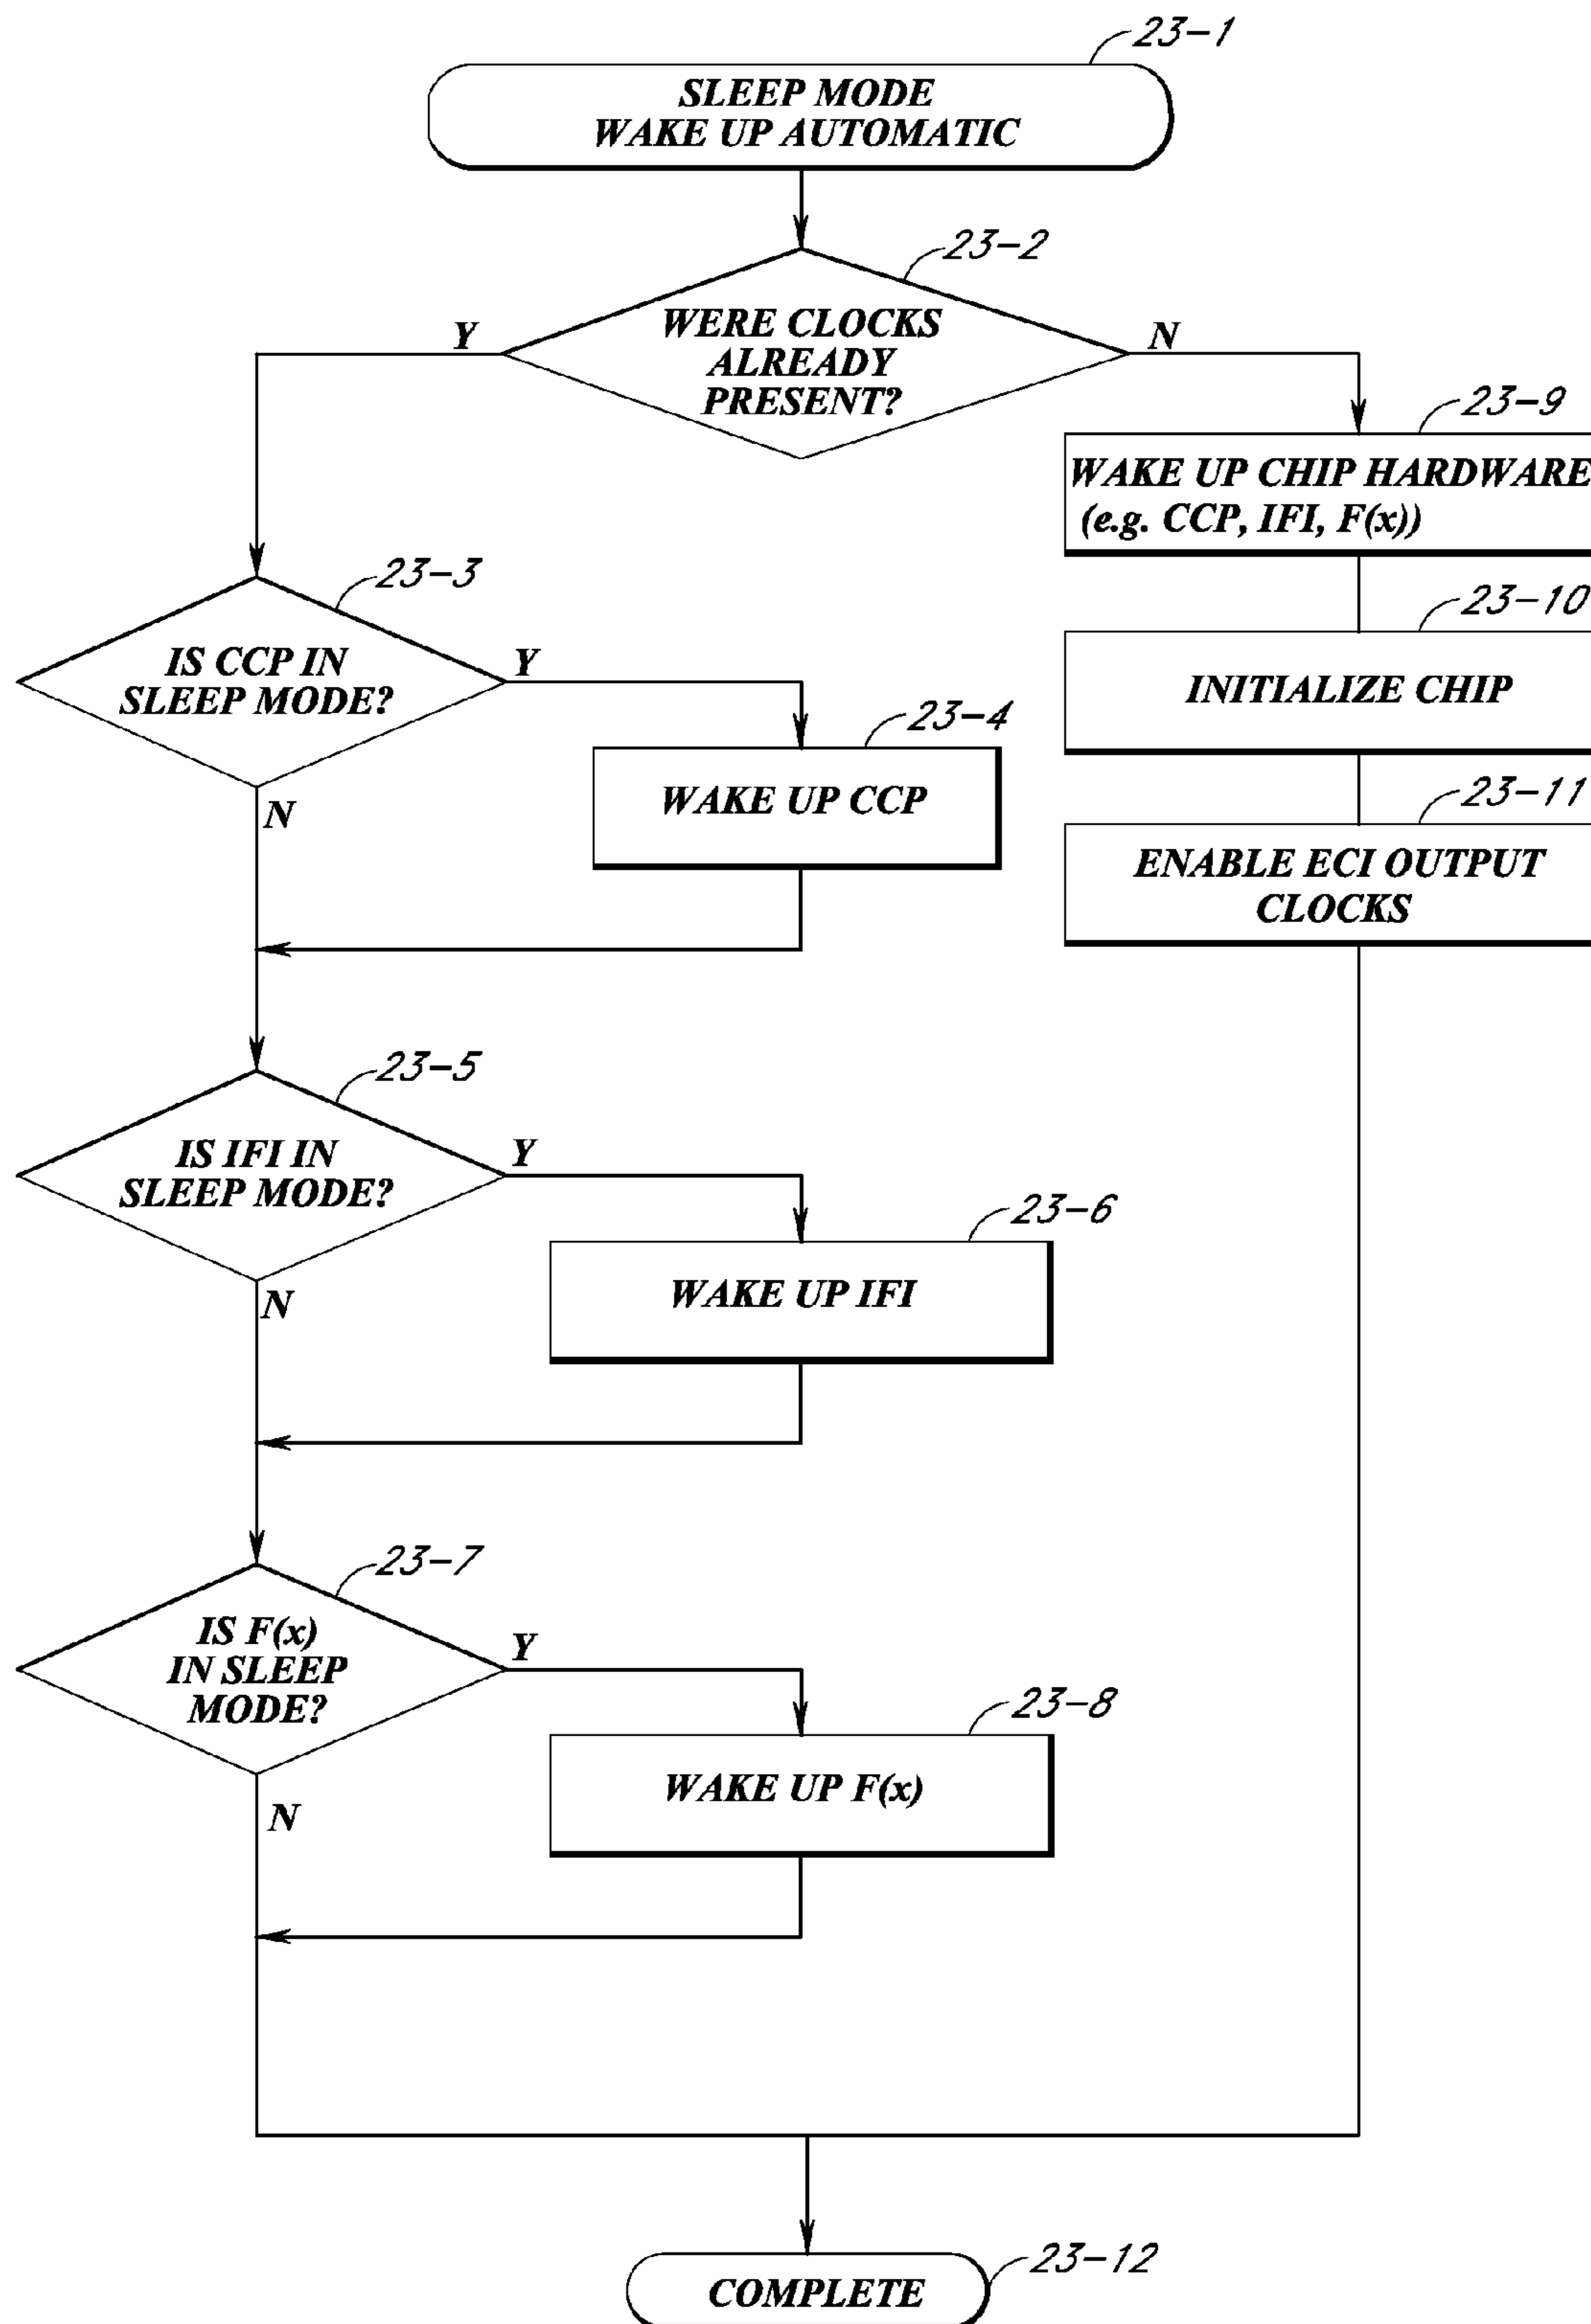 23-1
SLEEP MODE
WAKE UP AUTOMATIC
23-2
WERE CLOCKS
ALREADY
PRESENT?
Y
N
23-9
WAKE UP CHIP HARDWARE
(e.g. CCP, IFI, F(x))
23-3
IS CCP IN
SLEEP MODE?
Y
N
23-10
INITIALIZE CHIP
23-4
WAKE UP CCP
23-11
ENABLE ECI OUTPUT
CLOCKS
23-5
IS IFI IN
SLEEP MODE?
Y
N
23-6
WAKE UP IFI
23-7
IS F(x)
IN SLEEP
MODE?
Y
N
23-8
WAKE UP F(x)
23-12
COMPLETE